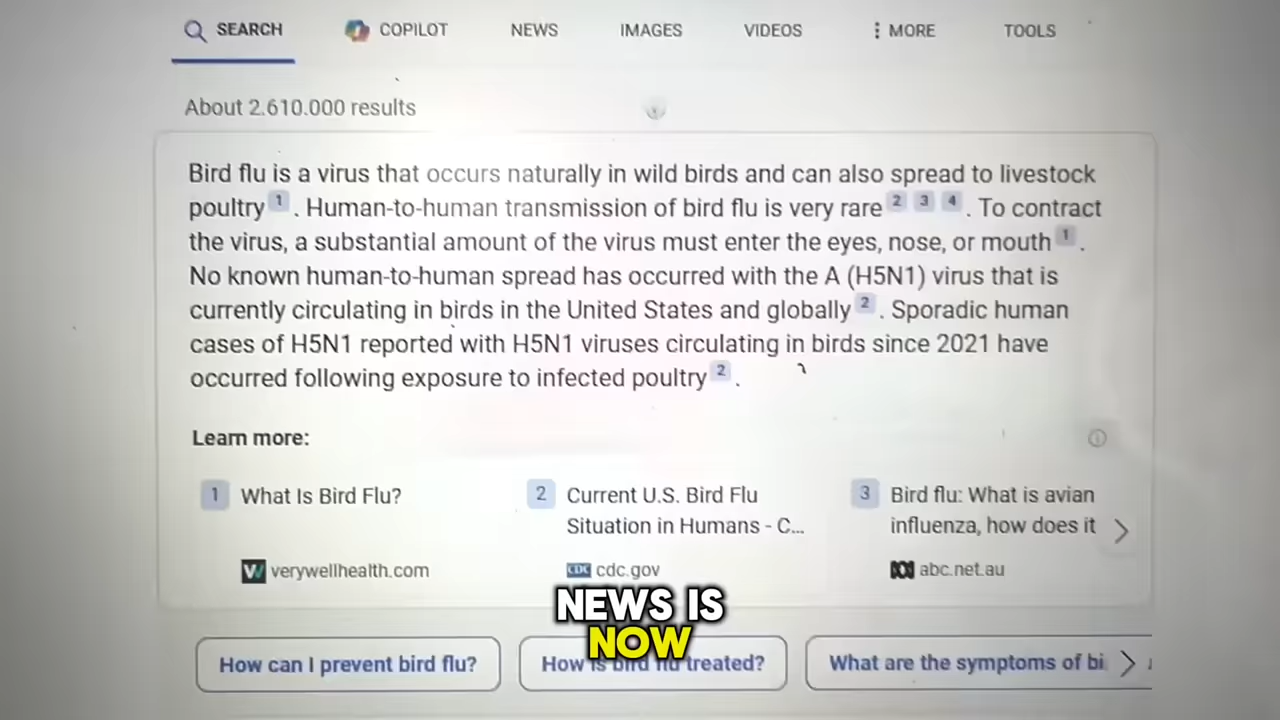 SEARCH COPILOT NEWS IMAGES VIDEOS MORE TOOLS
About 2.610.000 results
Bird flu is a virus that occurs naturally in wild birds and can also spread to livestock
poultry 1 . Human-to-human transmission of bird flu is very rare 2 3 4 . To contract
the virus, a substantial amount of the virus must enter the eyes, nose, or mouth 1 .
No known human-to-human spread has occurred with the A (H5N1) virus that is
currently circulating in birds in the United States and globally 2 . Sporadic human
cases of H5N1 reported with H5N1 viruses circulating in birds since 2021 have
occurred following exposure to infected poultry 2 .
Learn more:
1 What Is Bird Flu?
verywellhealth.com
2 Current U.S. Bird Flu
Situation in Humans - C...
CDC cdc.gov
3 Bird flu: What is avian
influenza, how does it
abc.net.au
NEWS IS
NOW
How can I prevent bird flu?
How is bird flu treated?
What are the symptoms of bi